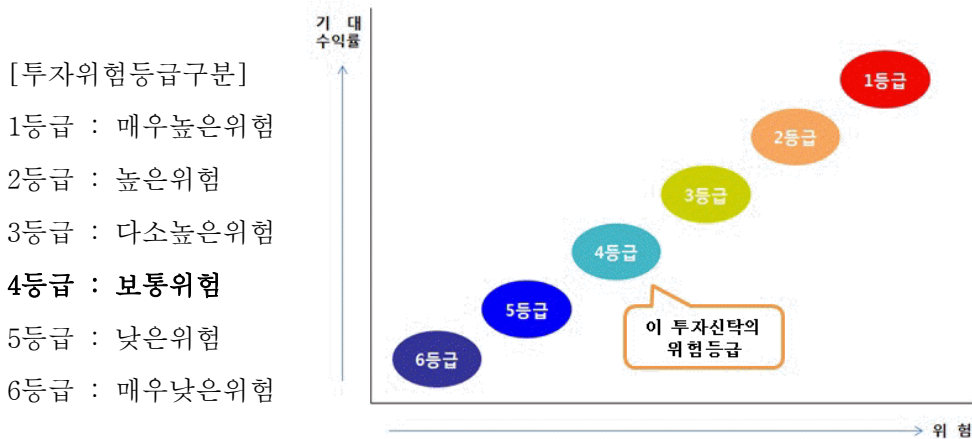 [투자위험등급구분]
1등급 : 매우높은위험
2등급 : 높은위험
3등급 : 다소높은위험
4등급 : 보통위험
5등급 : 낮은위험
6등급 : 매우낮은위험
기 대
수익률
1등급
2등급
3등급
4등급
5등급
6등급
이 투자신탁의
위험등급
위 험